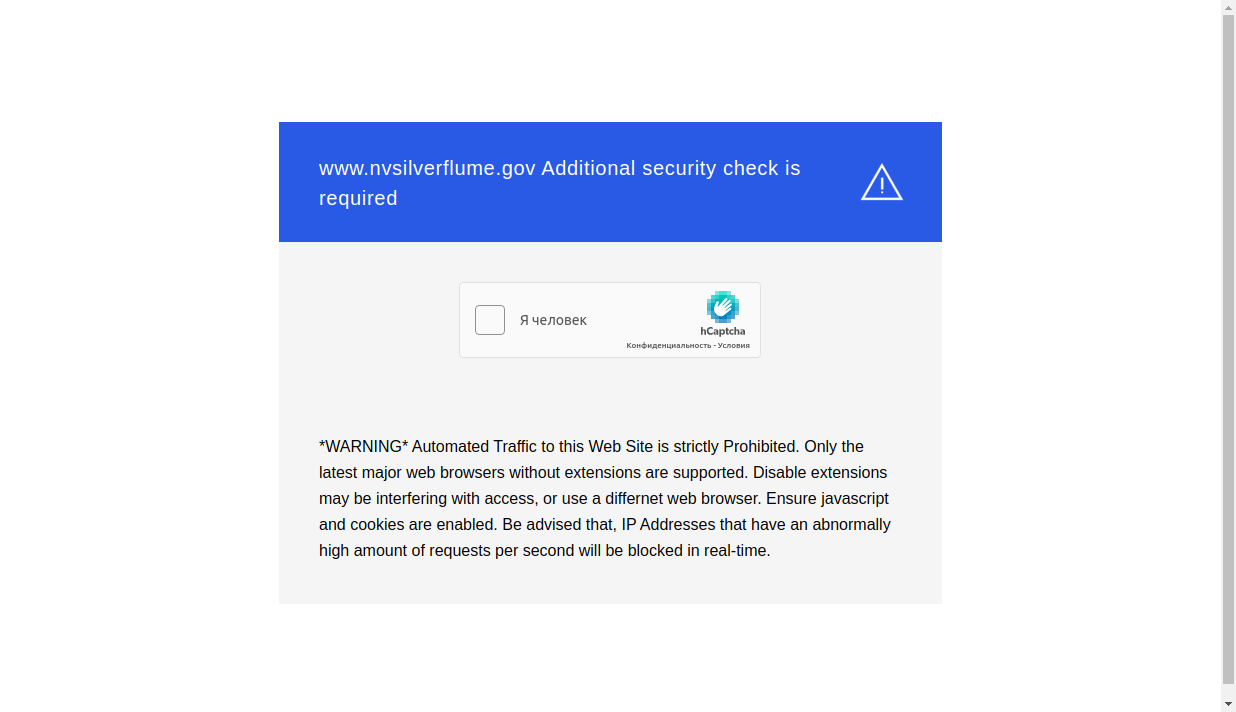 www.nvsilverflume.gov Additional security check is
required
Я человек
hCaptcha
Конфиденциальность - Условия
*WARNING* Automated Traffic to this Web Site is strictly Prohibited. Only the
latest major web browsers without extensions are supported. Disable extensions
may be interfering with access, or use a differnet web browser. Ensure javascript
and cookies are enabled. Be advised that, IP Addresses that have an abnormally
high amount of requests per second will be blocked in real-time.